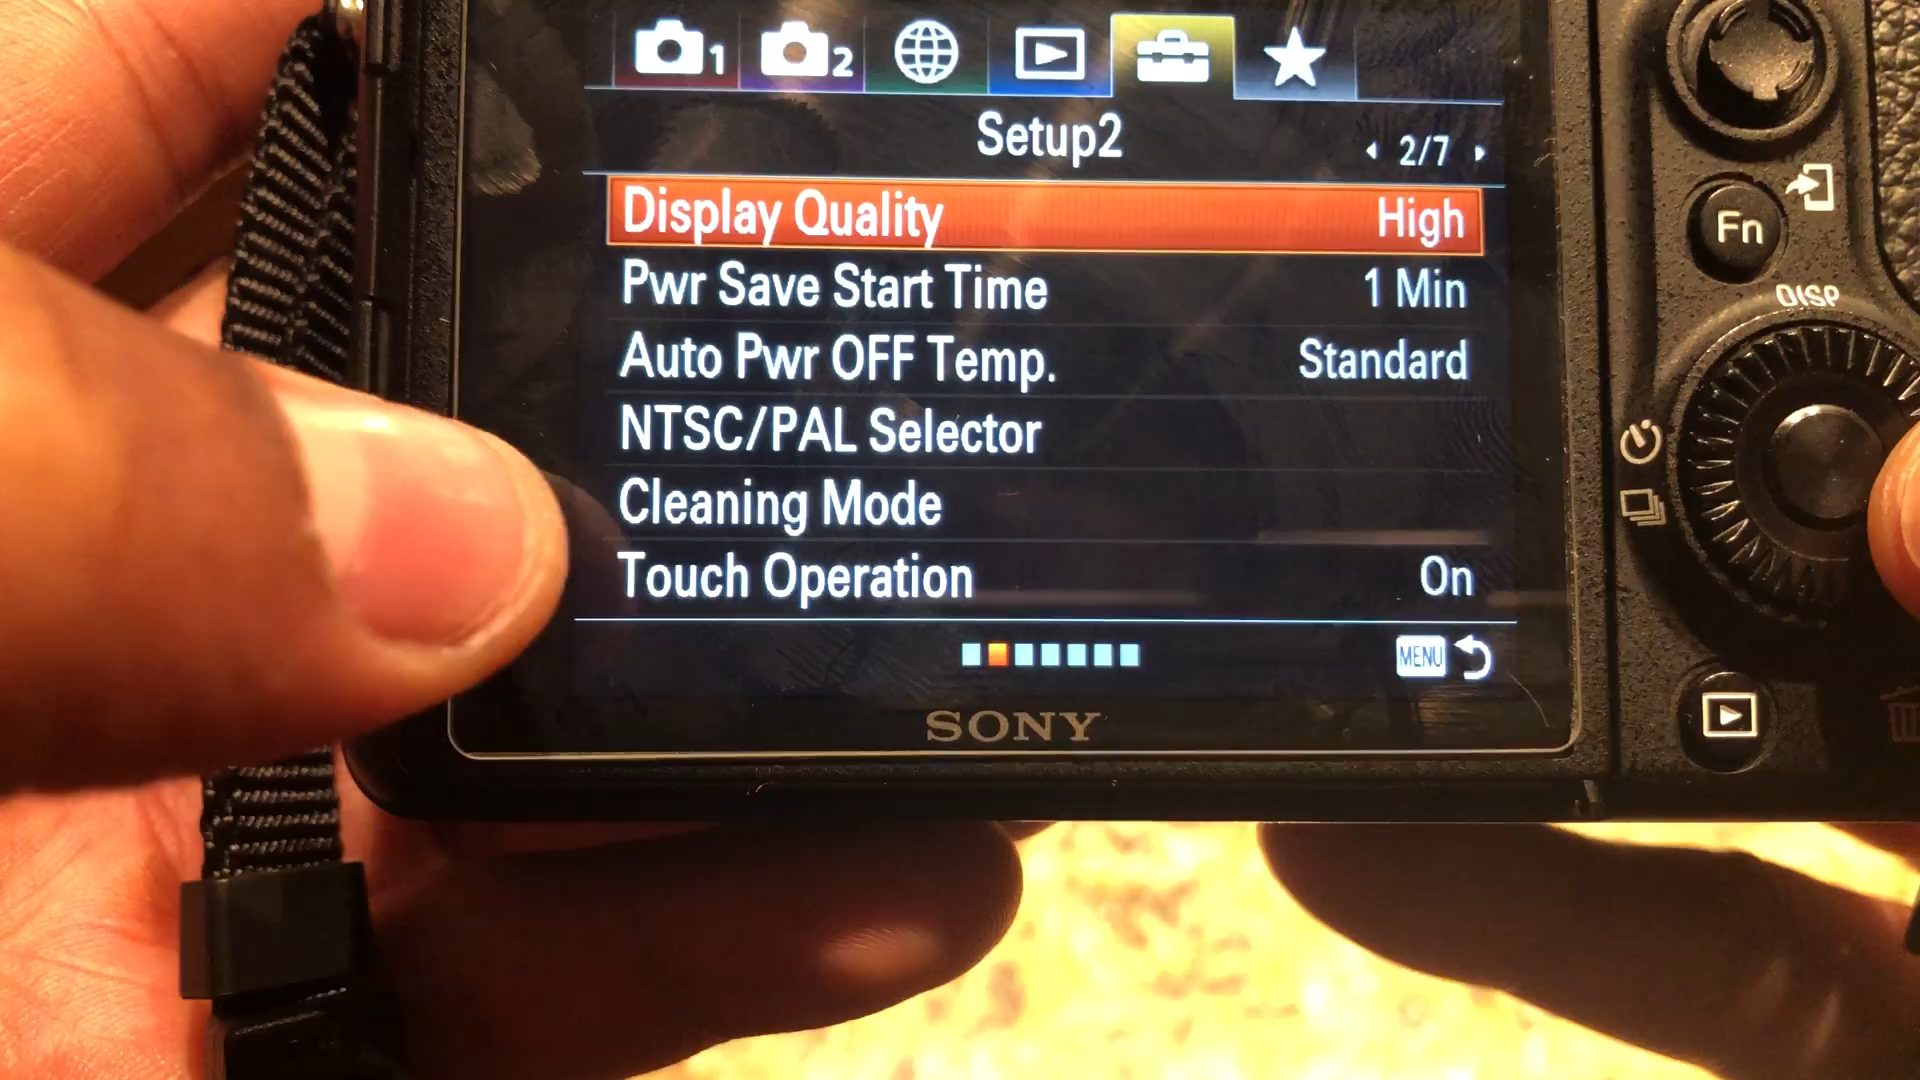 1 2
Setup2 2/7
Display Quality High
Pwr Save Start Time 1 Min
Auto Pwr OFF Temp. Standard
NTSC/PAL Selector
Cleaning Mode
Touch Operation On
MENU
SONY
Fn
DISP